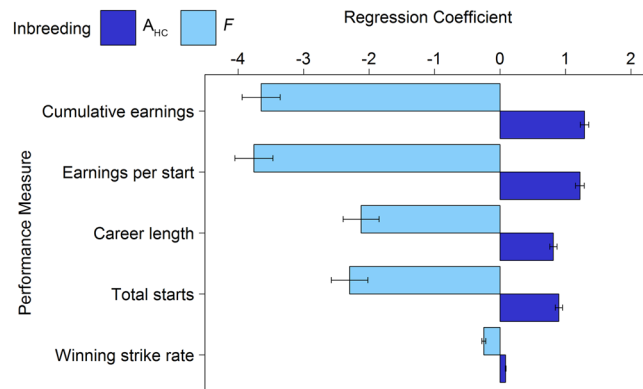 Inbreeding A_HC F
Regression Coefficient
-4 -3 -2 -1 0 1 2
Performance Measure
Cumulative earnings
Earnings per start
Career length
Total starts
Winning strike rate